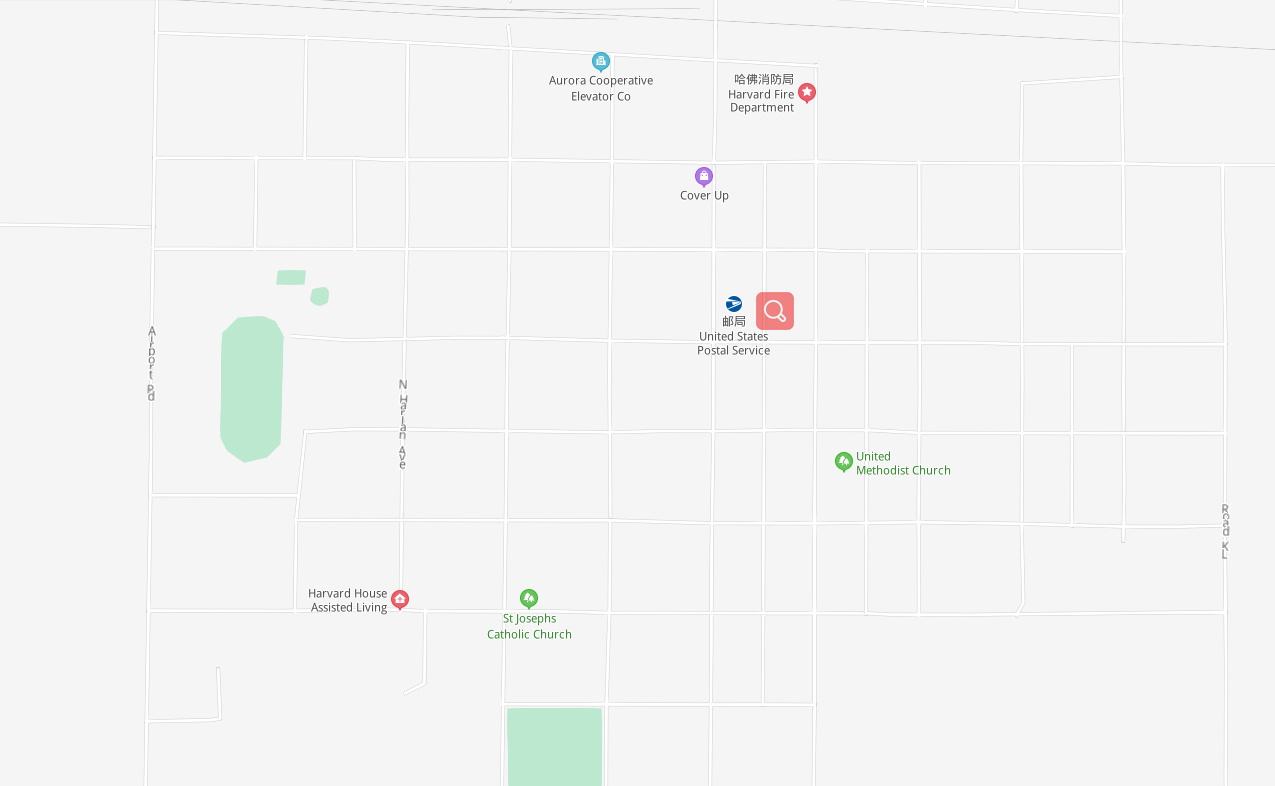 Aurora Cooperative
Elevator Co
哈佛消防局
Harvard Fire
Department
Cover Up
邮局
United States
Postal Service
Airport Rd
N Harlan Ave
United
Methodist Church
Road KL
Harvard House
Assisted Living
St Josephs
Catholic Church